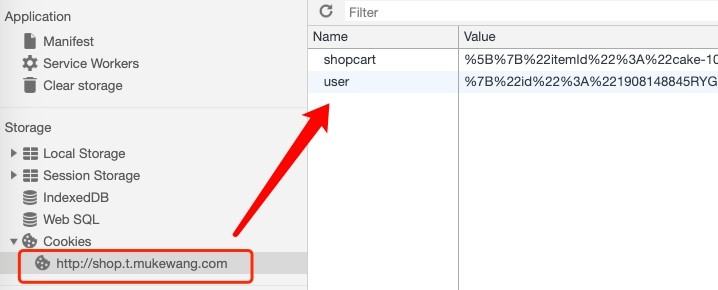 Application
Manifest
Service Workers
Clear storage
Storage
Local Storage
Session Storage
IndexedDB
Web SQL
Cookies
http://shop.t.mukewang.com
Filter
Name Value
shopcart %5B%7B%22itemId%22%3A%22cake-10
user %7B%22id%22%3A%221908148845RYG